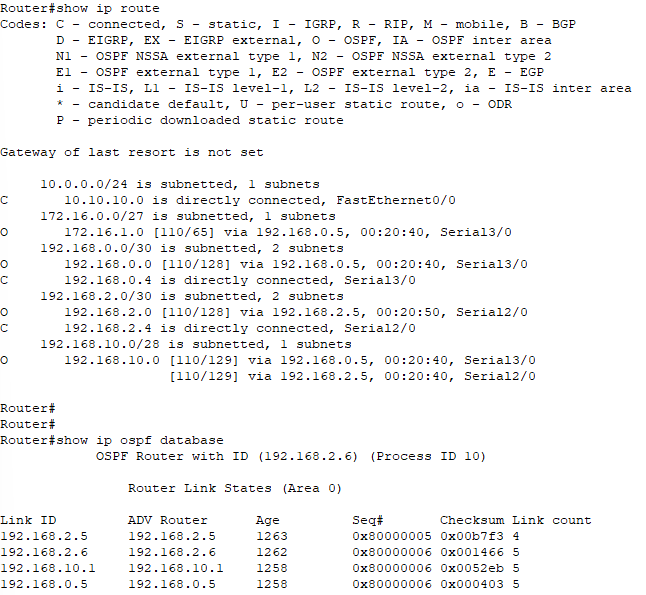 Router#show ip route
Codes: C - connected, S - static, I - IGRP, R - RIP, M - mobile, B - BGP
       D - EIGRP, EX - EIGRP external, O - OSPF, IA - OSPF inter area
       N1 - OSPF NSSA external type 1, N2 - OSPF NSSA external type 2
       E1 - OSPF external type 1, E2 - OSPF external type 2, E - EGP
       i - IS-IS, L1 - IS-IS level-1, L2 - IS-IS level-2, ia - IS-IS inter area
       * - candidate default, U - per-user static route, o - ODR
       P - periodic downloaded static route

Gateway of last resort is not set

     10.0.0.0/24 is subnetted, 1 subnets
C       10.10.10.0 is directly connected, FastEthernet0/0
     172.16.0.0/27 is subnetted, 1 subnets
O       172.16.1.0 [110/65] via 192.168.0.5, 00:20:40, Serial3/0
     192.168.0.0/30 is subnetted, 2 subnets
O       192.168.0.0 [110/128] via 192.168.0.5, 00:20:40, Serial3/0
C       192.168.0.4 is directly connected, Serial3/0
     192.168.2.0/30 is subnetted, 2 subnets
O       192.168.2.0 [110/128] via 192.168.2.5, 00:20:50, Serial2/0
C       192.168.2.4 is directly connected, Serial2/0
     192.168.10.0/28 is subnetted, 1 subnets
O       192.168.10.0 [110/129] via 192.168.0.5, 00:20:40, Serial3/0
                     [110/129] via 192.168.2.5, 00:20:40, Serial2/0

Router#
Router#
Router#show ip ospf database
            OSPF Router with ID (192.168.2.6) (Process ID 10)

                Router Link States (Area 0)

Link ID         ADV Router      Age         Seq#       Checksum Link count
192.168.2.5     192.168.2.5     1263        0x80000005 0x00b7f3 4
192.168.2.6     192.168.2.6     1262        0x80000006 0x001466 5
192.168.10.1    192.168.10.1    1258        0x80000006 0x0052eb 5
192.168.0.5     192.168.0.5     1258        0x80000006 0x000403 5